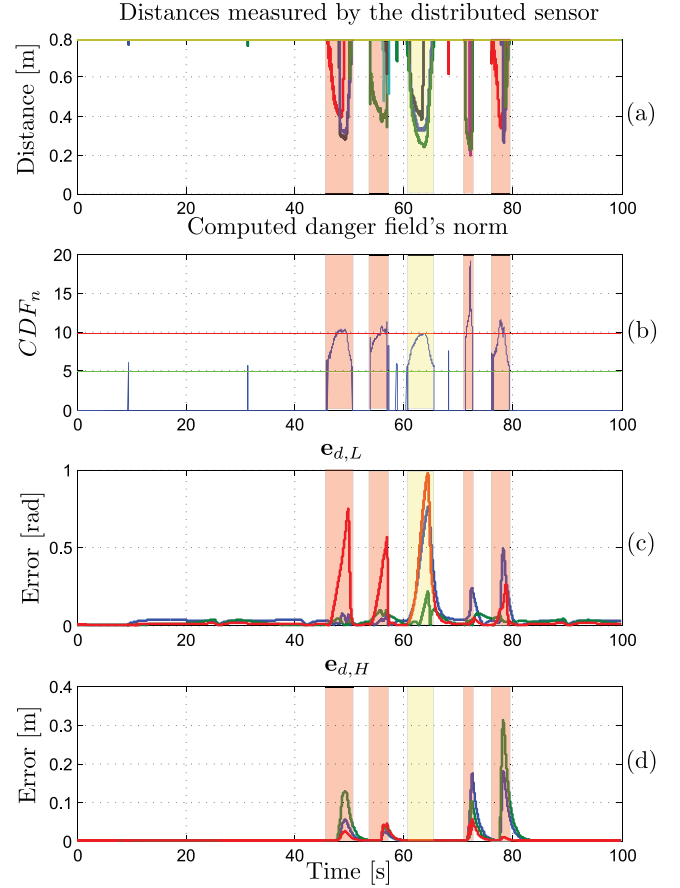 Distances measured by the distributed sensor
Distance [m]
0.8
0.6
0.4
0.2
0
0 20 40 60 80 100
(a)
Computed danger field's norm
CDFn
20
15
10
5
0
0 20 40 60 80 100
(b)
e_{d,L}
Error [rad]
1
0.5
0
0 20 40 60 80 100
(c)
e_{d,H}
Error [m]
0.4
0.3
0.2
0.1
0
0 20 40 60 80 100
(d)
Time [s]